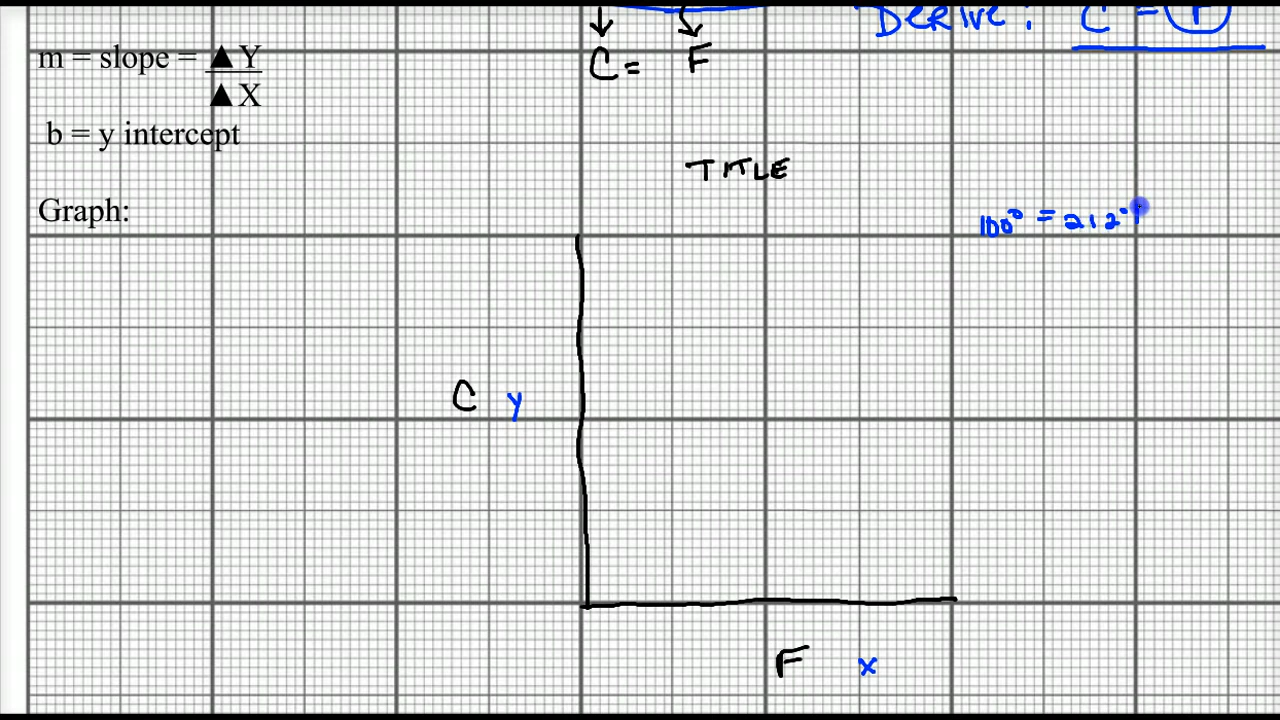 DERIVE: C = F
m = slope = ▲Y
▲X
C = F
b = y intercept
TITLE
Graph:
100° = 212°
C y
F x